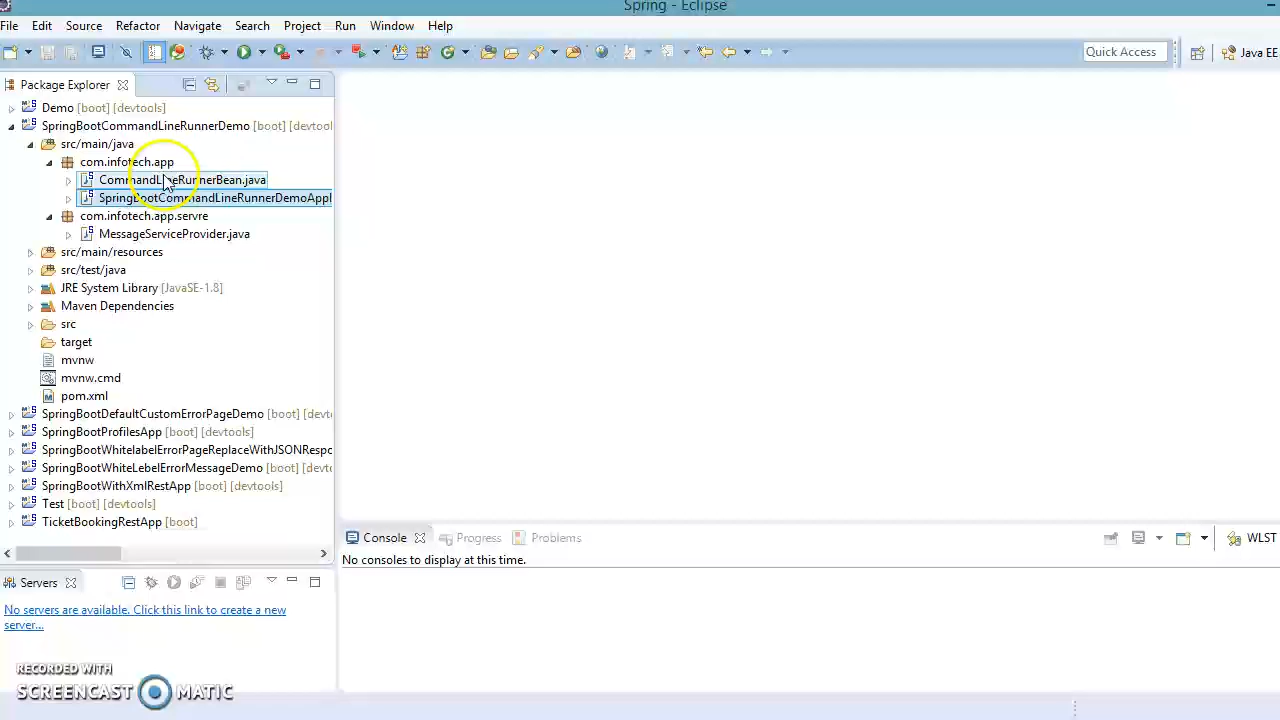 Spring - Eclipse
File Edit Source Refactor Navigate Search Project Run Window Help
Quick Access
Java EE
Package Explorer
Demo [boot] [devtools]
SpringBootCommandLineRunnerDemo [boot] [devtool
src/main/java
com.infotech.app
CommandLineRunnerBean.java
SpringBootCommandLineRunnerDemoAppl
com.infotech.app.servre
MessageServiceProvider.java
src/main/resources
src/test/java
JRE System Library [JavaSE-1.8]
Maven Dependencies
src
target
mvnw
mvnw.cmd
pom.xml
SpringBootDefaultCustomErrorPageDemo [boot] [devto
SpringBootProfilesApp [boot] [devtools]
SpringBootWhitelabelErrorPageReplaceWithJSONRespo
SpringBootWhiteLebelErrorMessageDemo [boot] [devto
SpringBootWithXmlRestApp [boot] [devtools]
Test [boot] [devtools]
TicketBookingRestApp [boot]
Console Progress Problems
WLST
No consoles to display at this time.
Servers
No servers are available. Click this link to create a new
server...
RECORDED WITH
SCREENCAST MATIC